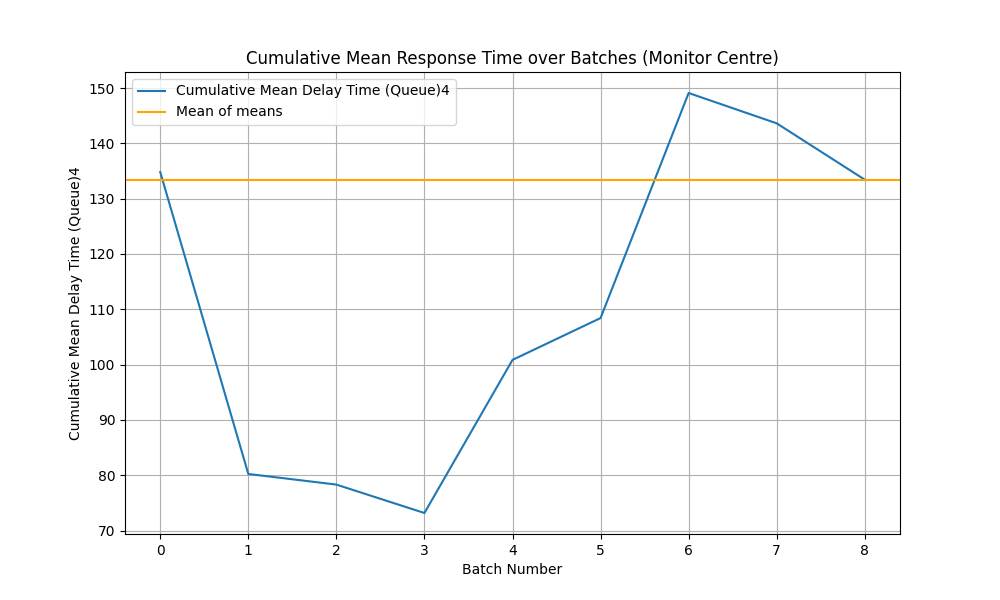 Cumulative Mean Response Time over Batches (Monitor Centre)
Cumulative Mean Delay Time (Queue)4
Mean of means
Cumulative Mean Delay Time (Queue)4
150
140
130
120
110
100
90
80
70
0 1 2 3 4 5 6 7 8
Batch Number